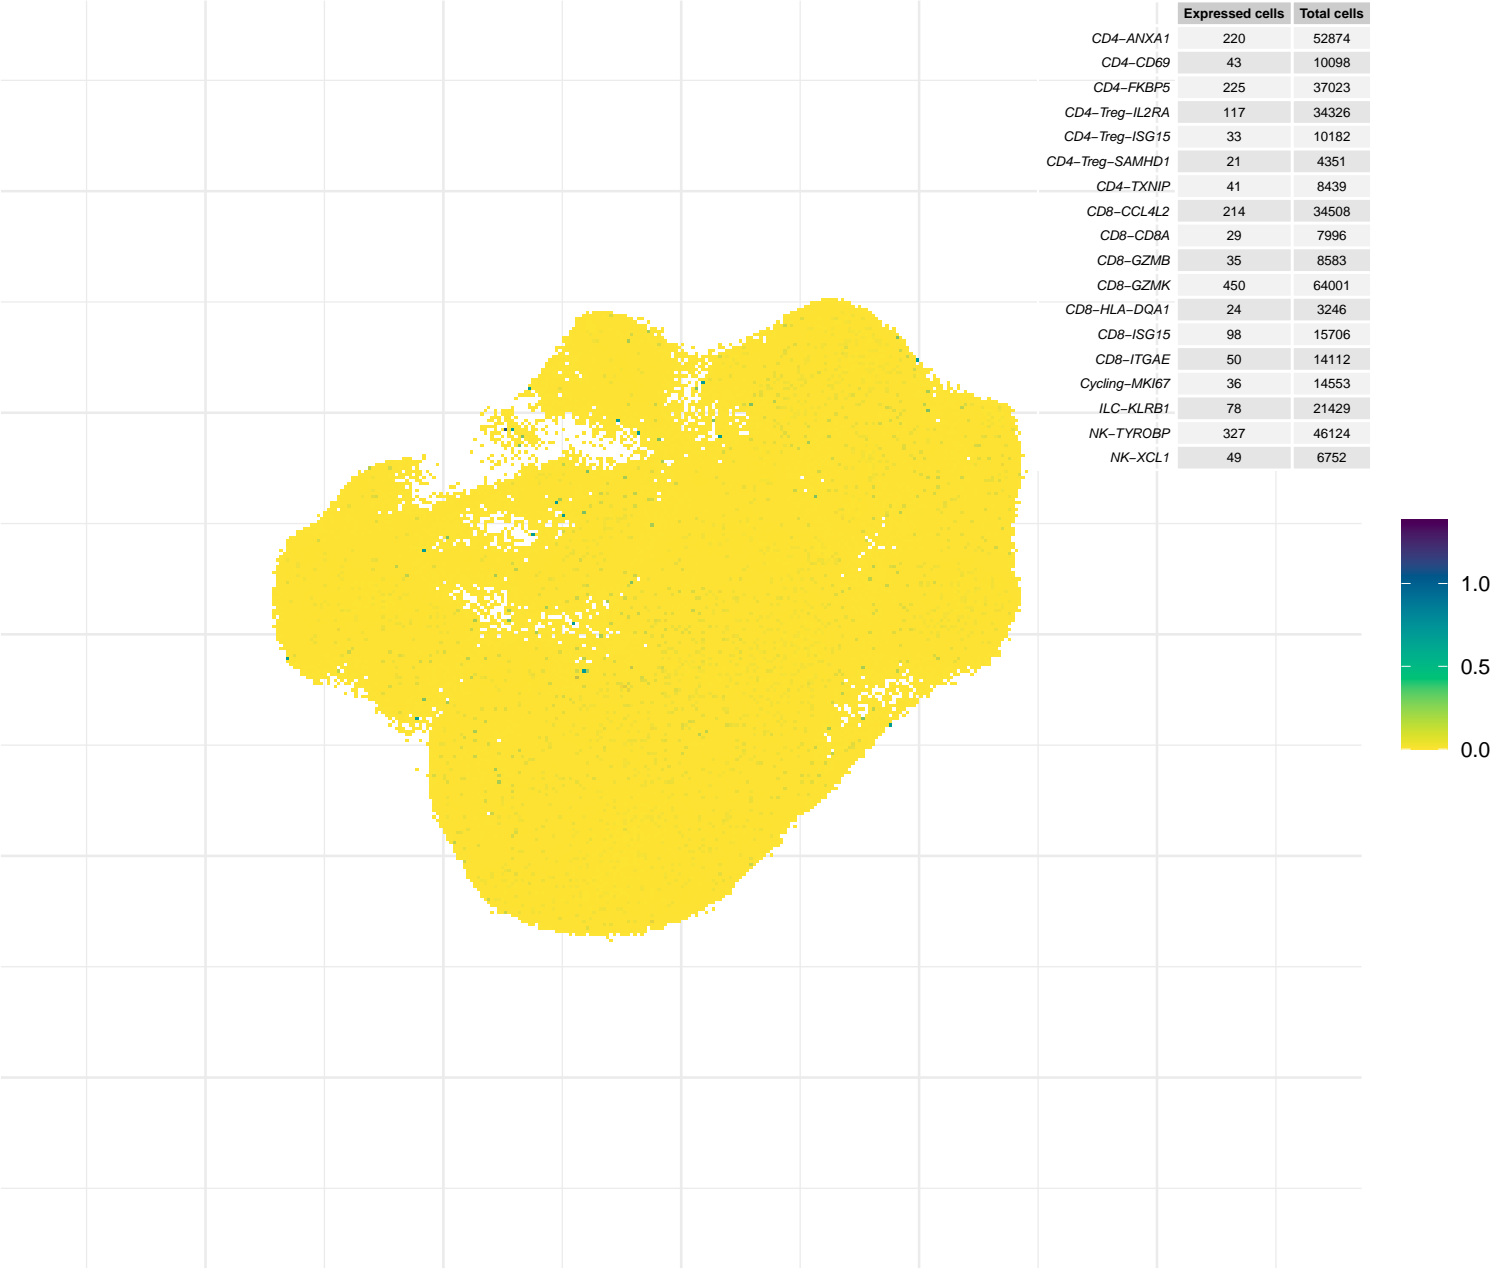 Expressed cells Total cells
CD4−ANXA1 220 52874
CD4−CD69 43 10098
CD4−FKBP5 225 37023
CD4−Treg−IL2RA 117 34326
CD4−Treg−ISG15 33 10182
CD4−Treg−SAMHD1 21 4351
CD4−TXNIP 41 8439
CD8−CCL4L2 214 34508
CD8−CD8A 29 7996
CD8−GZMB 35 8583
CD8−GZMK 450 64001
CD8−HLA−DQA1 24 3246
CD8−ISG15 98 15706
CD8−ITGAE 50 14112
Cycling−MKI67 36 14553
ILC−KLRB1 78 21429
NK−TYROBP 327 46124
NK−XCL1 49 6752
1.0
0.5
0.0